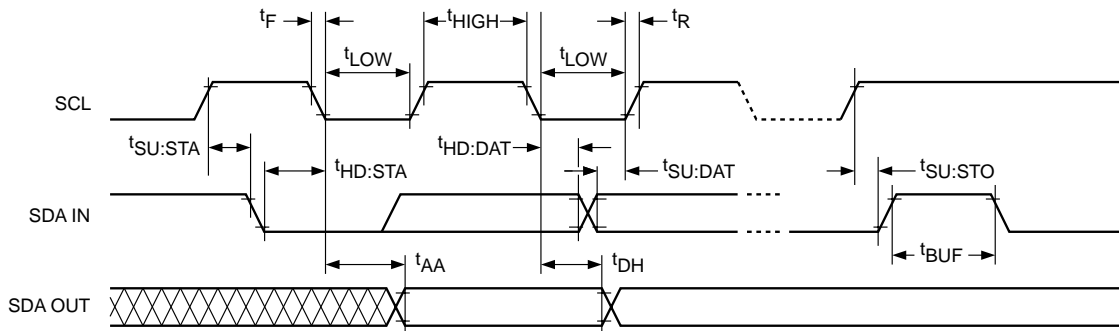 tF tHIGH tR
tLOW tLOW
SCL
tSU:STA tHD:STA tHD:DAT tSU:DAT tSU:STO
SDA IN
tAA tDH tBUF
SDA OUT